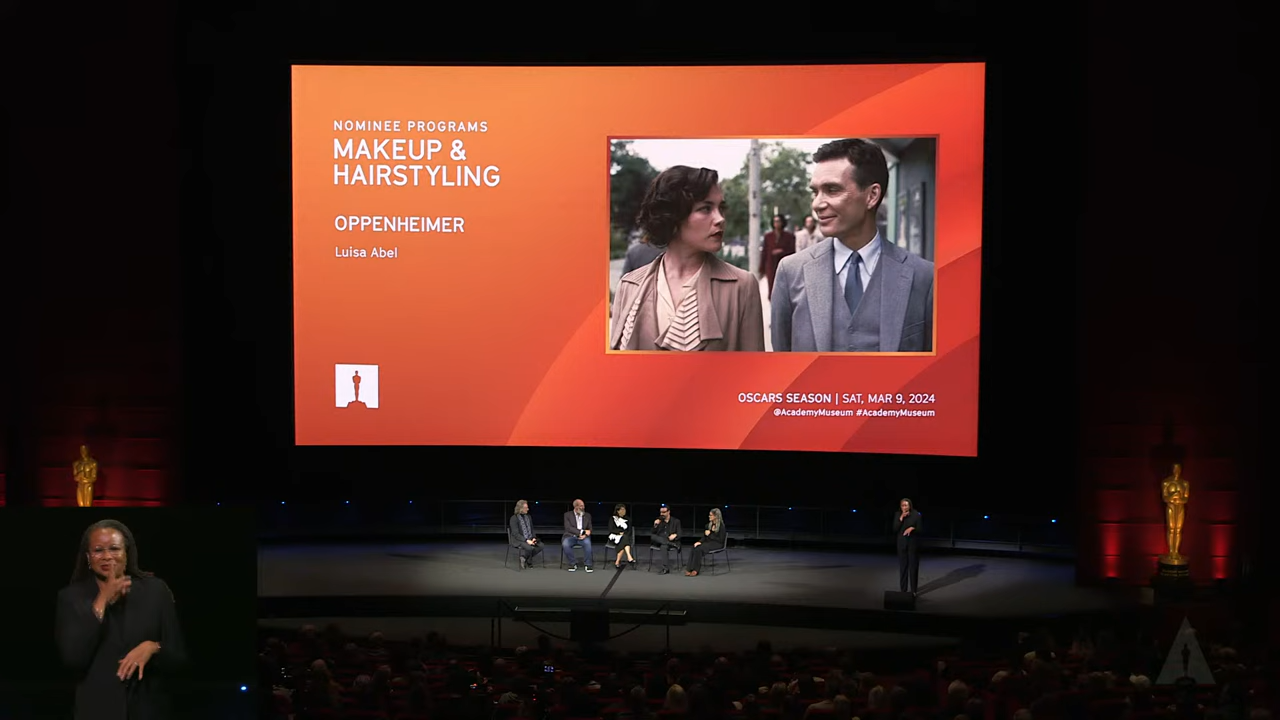 NOMINEE PROGRAMS
MAKEUP &
HAIRSTYLING
OPPENHEIMER
Luisa Abel
OSCARS SEASON | SAT, MAR 9, 2024
@AcademyMuseum #AcademyMuseum